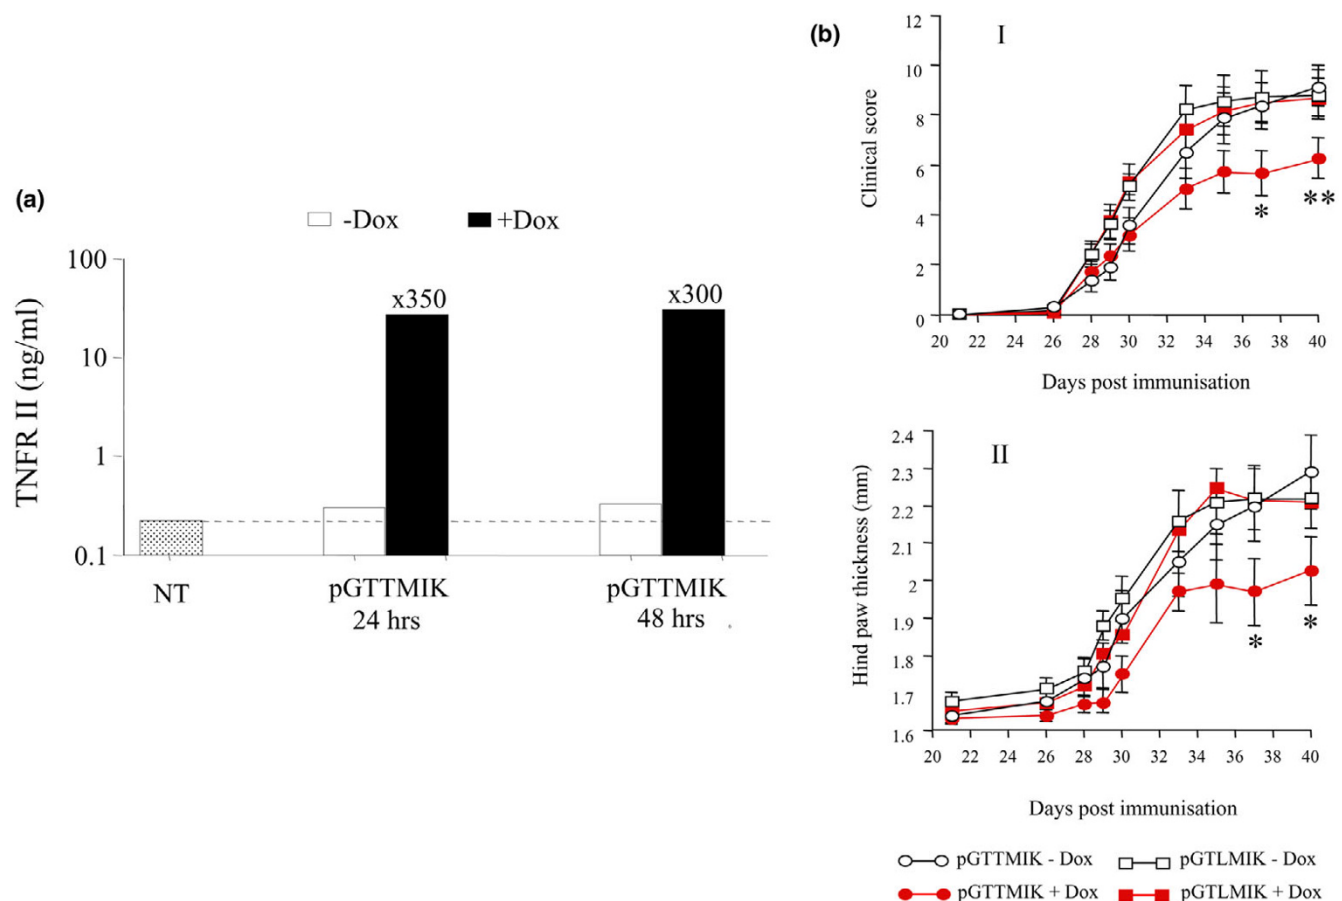 (a)
-Dox +Dox
TNFR II (ng/ml)
100
10
1
0.1
x350
x300
NT
pGTTMIK
24 hrs
pGTTMIK
48 hrs
(b)
I
Clinical score
12
10
8
6
4
2
0
*
**
20 22 24 26 28 30 32 34 36 38 40
Days post immunisation
II
Hind paw thickness (mm)
2.4
2.3
2.2
2.1
2
1.9
1.8
1.7
1.6
*
*
20 22 24 26 28 30 32 34 36 38 40
Days post immunisation
pGTTMIK - Dox pGTLMIK - Dox
pGTTMIK + Dox pGTLMIK + Dox